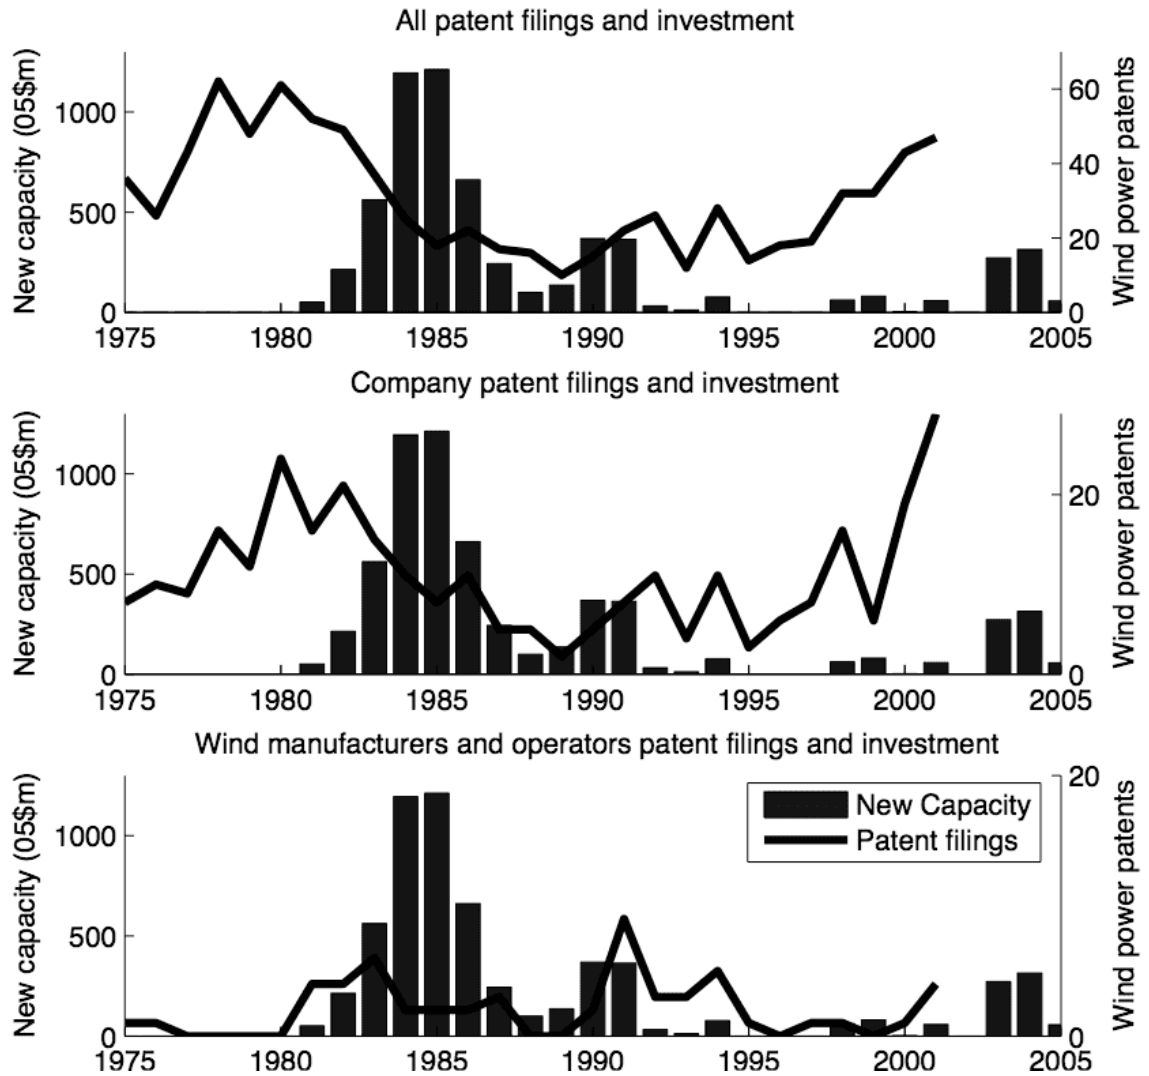 All patent filings and investment
New capacity (05$m)
1000
500
0
60
40
20
0
Wind power patents
1975 1980 1985 1990 1995 2000 2005
Company patent filings and investment
New capacity (05$m)
1000
500
0
20
0
Wind power patents
1975 1980 1985 1990 1995 2000 2005
Wind manufacturers and operators patent filings and investment
New capacity (05$m)
1000
500
0
New Capacity
Patent filings
20
0
Wind power patents
1975 1980 1985 1990 1995 2000 2005